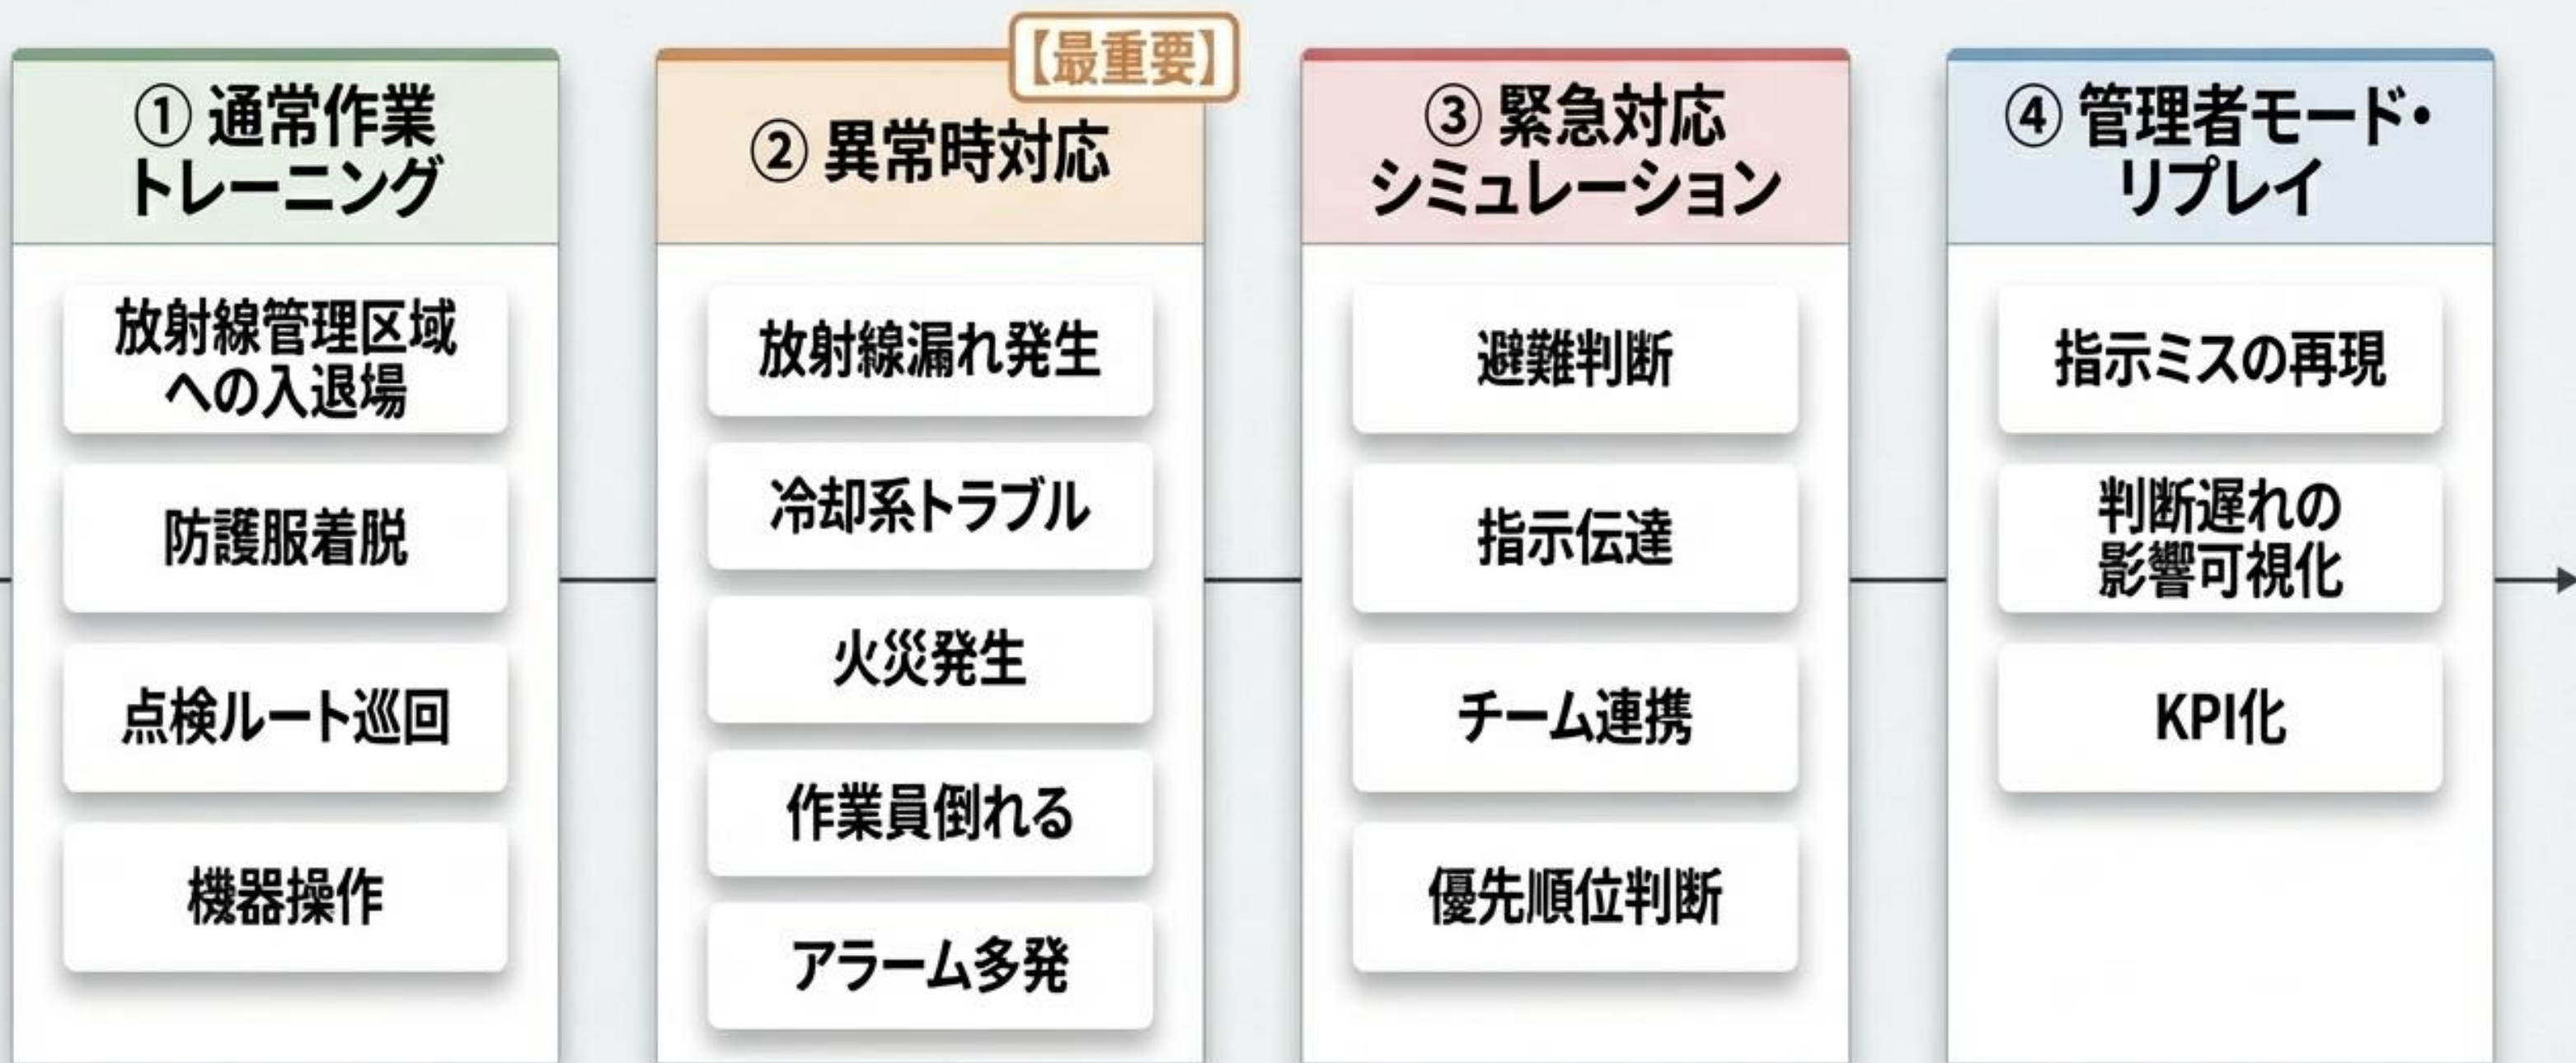 ① 通常作業
トレーニング
放射線管理区域
への入退場
防護服着脱
点検ルート巡回
機器操作
【最重要】
② 異常時対応
放射線漏れ発生
冷却系トラブル
火災発生
作業員倒れる
アラーム多発
③ 緊急対応
シミュレーション
避難判断
指示伝達
チーム連携
優先順位判断
④ 管理者モード・
リプレイ
指示ミスの再現
判断遅れの
影響可視化
KPI化